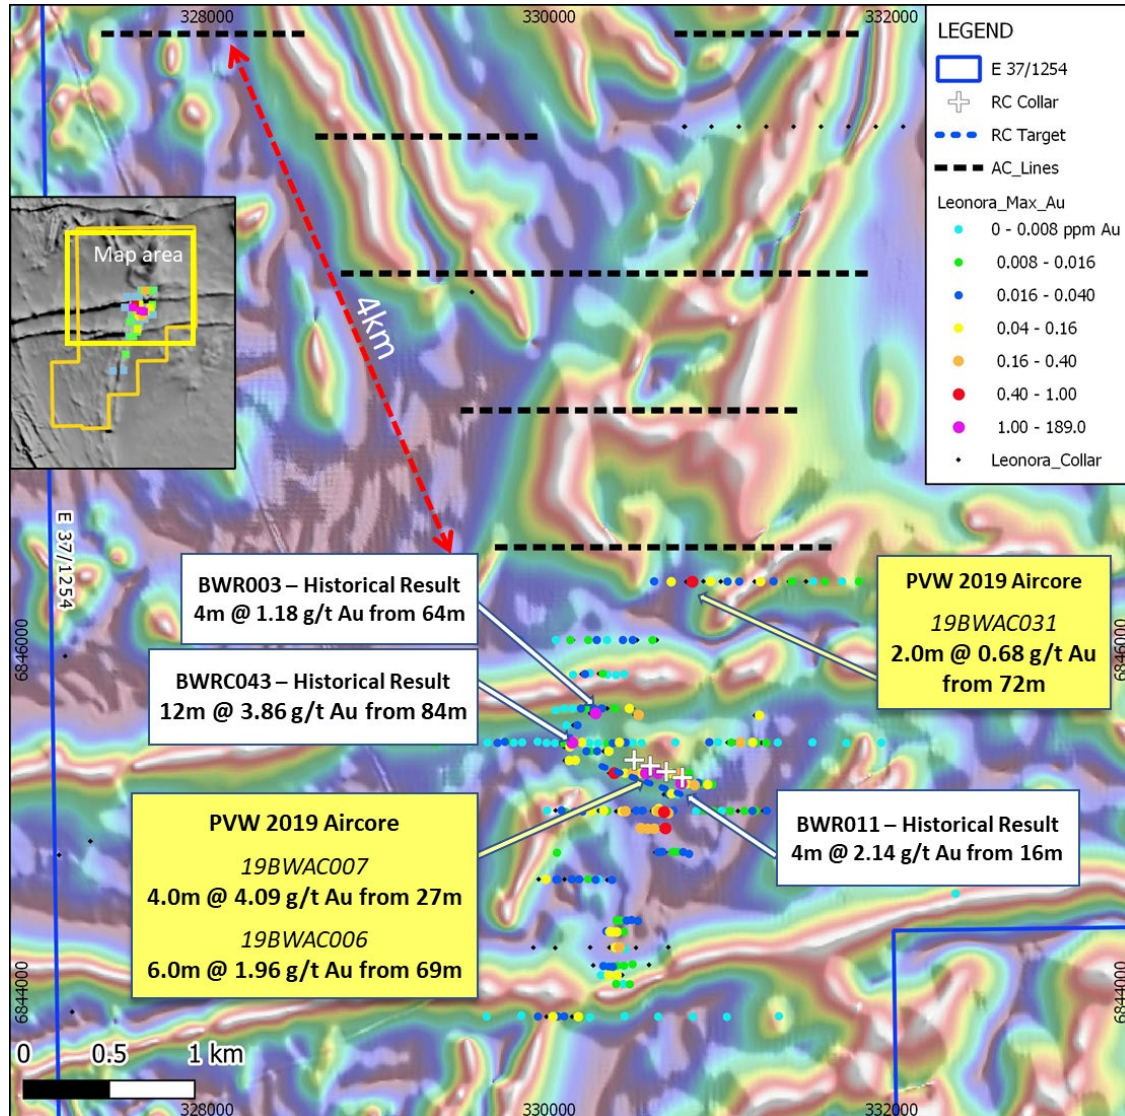 328000
330000
332000
LEGEND
E 37/1254
RC Collar
RC Target
AC_Lines
Leonora_Max_Au
0 - 0.008 ppm Au
0.008 - 0.016
0.016 - 0.040
0.04 - 0.16
0.16 - 0.40
0.40 - 1.00
1.00 - 189.0
Leonora_Collar
Map area
4km
E 37/1254
BWR003 – Historical Result
4m @ 1.18 g/t Au from 64m
PVW 2019 Aircore
19BWAC031
2.0m @ 0.68 g/t Au
from 72m
6846000
6846000
BWRC043 – Historical Result
12m @ 3.86 g/t Au from 84m
PVW 2019 Aircore
19BWAC007
4.0m @ 4.09 g/t Au from 27m
19BWAC006
6.0m @ 1.96 g/t Au from 69m
BWR011 – Historical Result
4m @ 2.14 g/t Au from 16m
6844000
6844000
0 0.5 1 km
328000
330000
332000